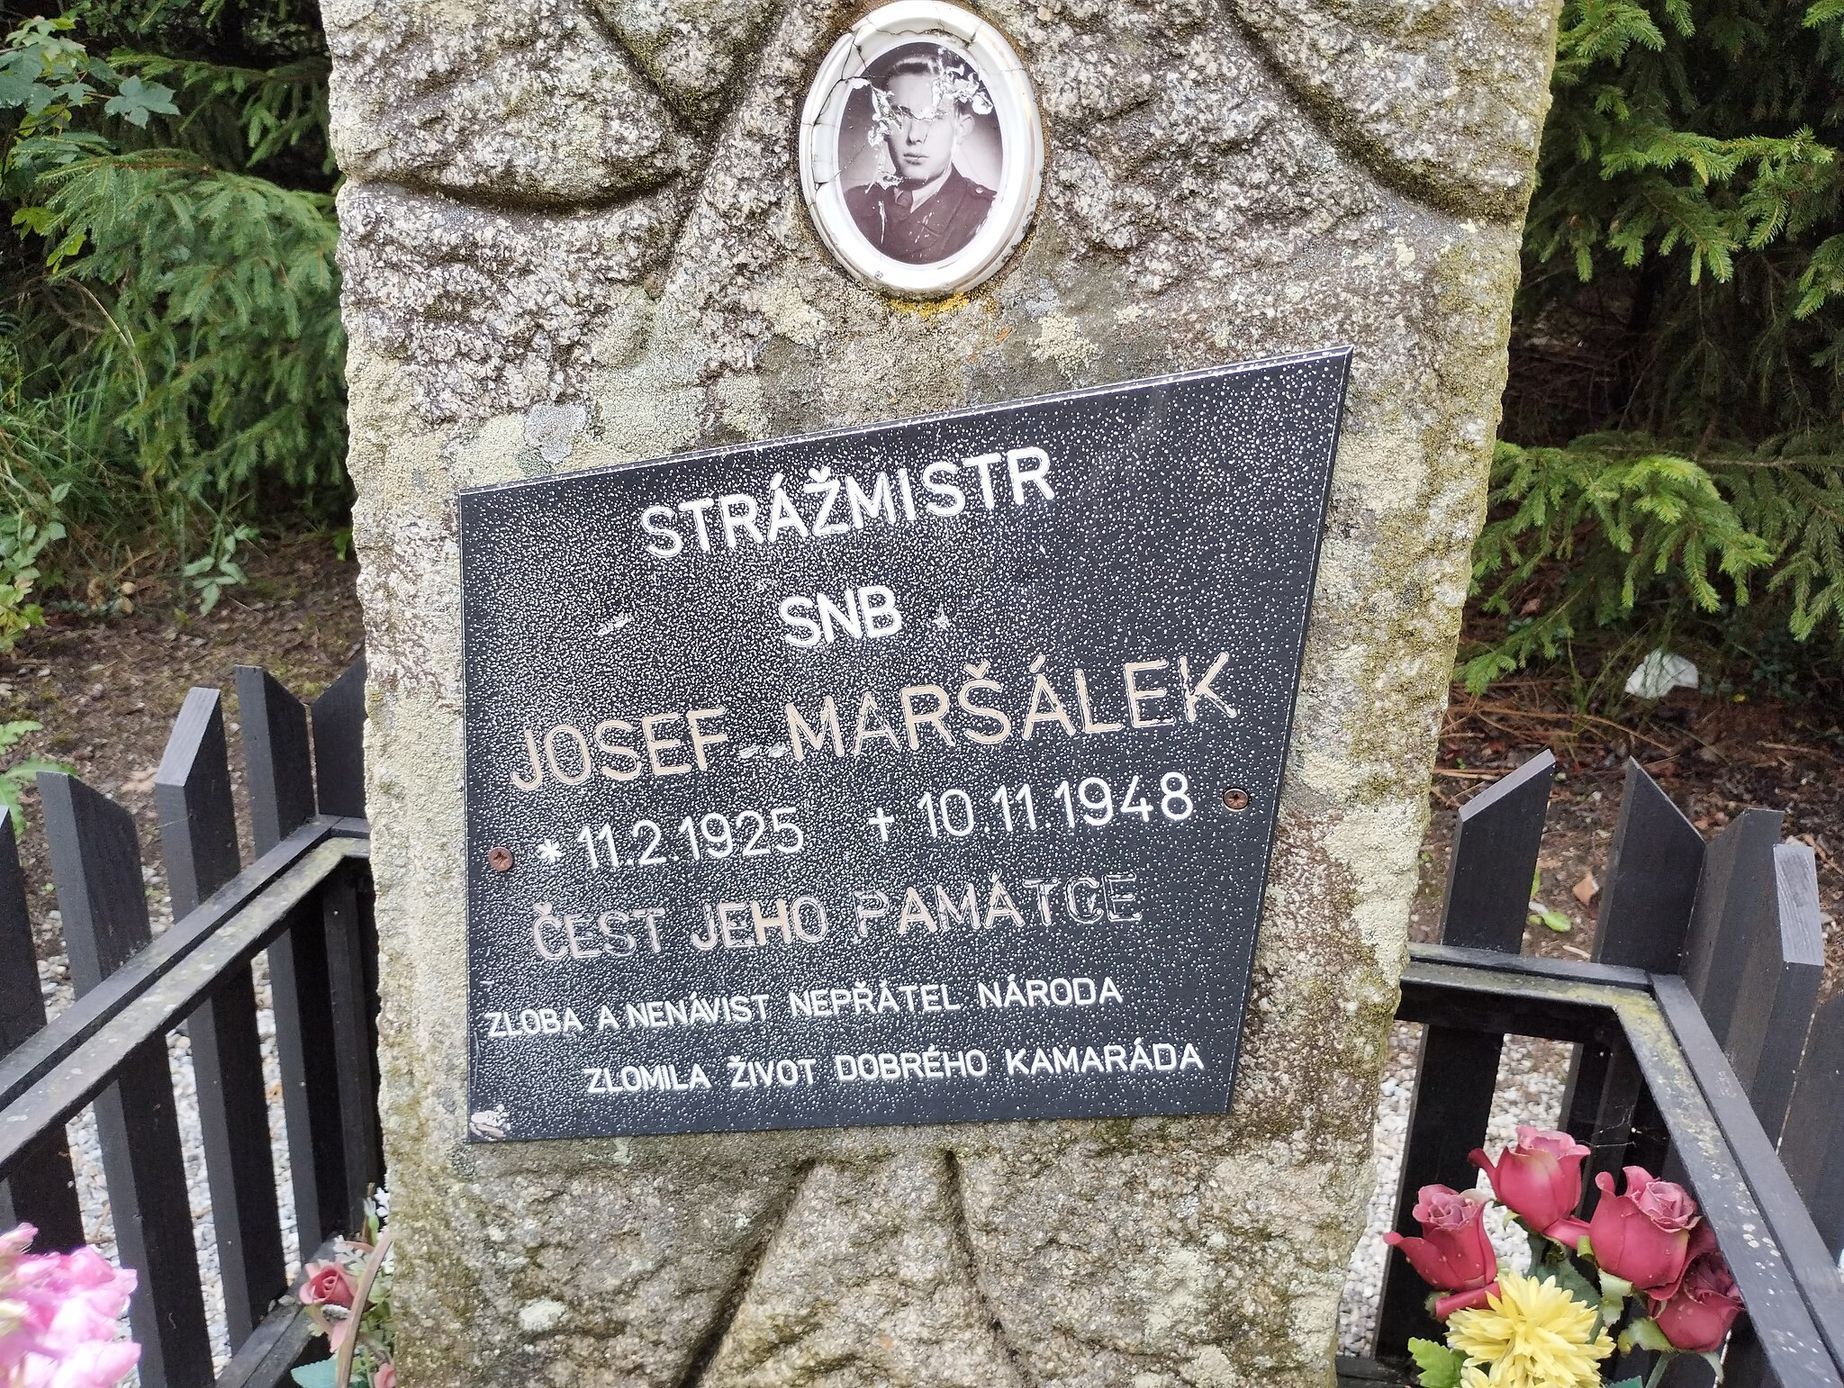 STRÁŽMISTR
SNB
JOSEF MARŠÁLEK
* 11.2.1925 + 10.11.1948
ČEST JEHO PAMÁTCE
ZLOBA A NENÁVIST NEPŘÁTEL NÁRODA
ZLOMILA ŽIVOT DOBRÉHO KAMARÁDA